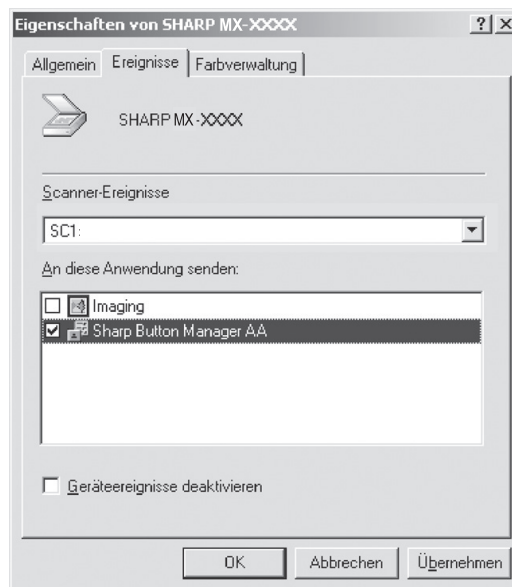 Eigenschaften von SHARP MX-XXXX
Allgemein Ereignisse Farbverwaltung
SHARP MX-XXXX
Scanner-Ereignisse
SC1:
An diese Anwendung senden:
Imaging
Sharp Button Manager AA
Geräteereignisse deaktivieren
OK Abbrechen Übernehmen